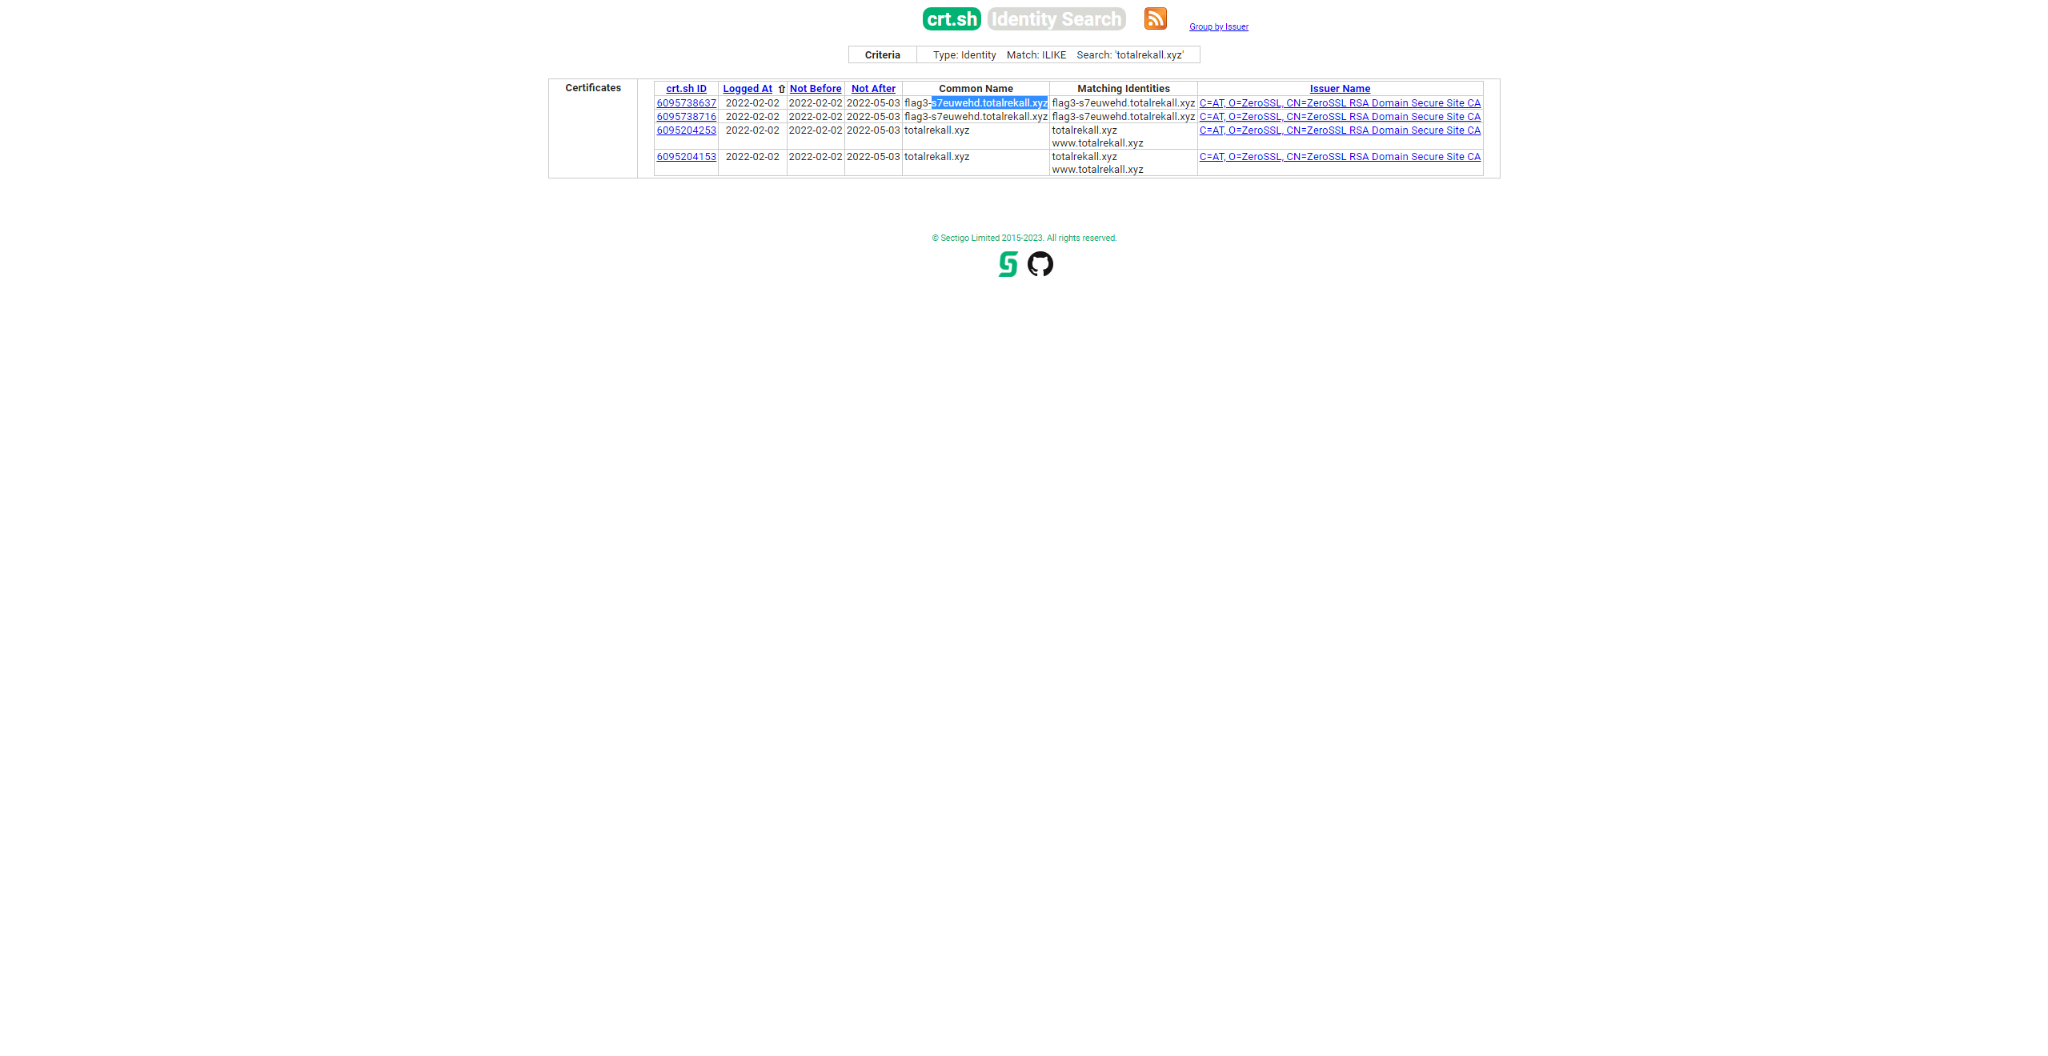 crt.sh Identity Search Group by Issuer
Criteria Type: Identity Match: ILIKE Search: 'totalrekall.xyz'
Certificates crt.sh ID Logged At ⇧ Not Before Not After Common Name Matching Identities Issuer Name
6095738637 2022-02-02 2022-02-02 2022-05-03 flag3-s7euwehd.totalrekall.xyz flag3-s7euwehd.totalrekall.xyz C=AT, O=ZeroSSL, CN=ZeroSSL RSA Domain Secure Site CA
6095738716 2022-02-02 2022-02-02 2022-05-03 flag3-s7euwehd.totalrekall.xyz flag3-s7euwehd.totalrekall.xyz C=AT, O=ZeroSSL, CN=ZeroSSL RSA Domain Secure Site CA
6095204253 2022-02-02 2022-02-02 2022-05-03 totalrekall.xyz totalrekall.xyz C=AT, O=ZeroSSL, CN=ZeroSSL RSA Domain Secure Site CA
www.totalrekall.xyz
6095204153 2022-02-02 2022-02-02 2022-05-03 totalrekall.xyz totalrekall.xyz C=AT, O=ZeroSSL, CN=ZeroSSL RSA Domain Secure Site CA
www.totalrekall.xyz
© Sectigo Limited 2015-2023. All rights reserved.